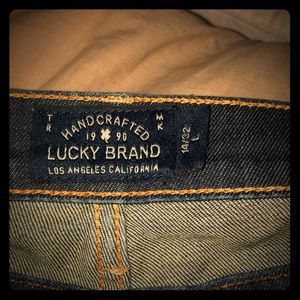 TR MK
HANDCRAFTED
19 90
LUCKY BRAND
LOS ANGELES CALIFORNIA
14/32
L